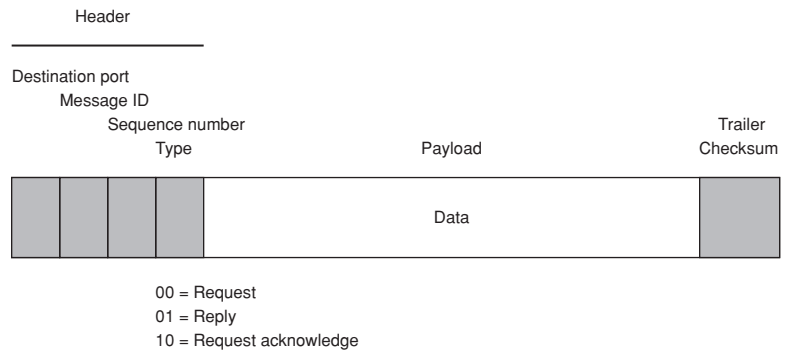 Header
Destination port
Message ID
Sequence number
Type
Payload
Trailer
Checksum
Data
00 = Request
01 = Reply
10 = Request acknowledge